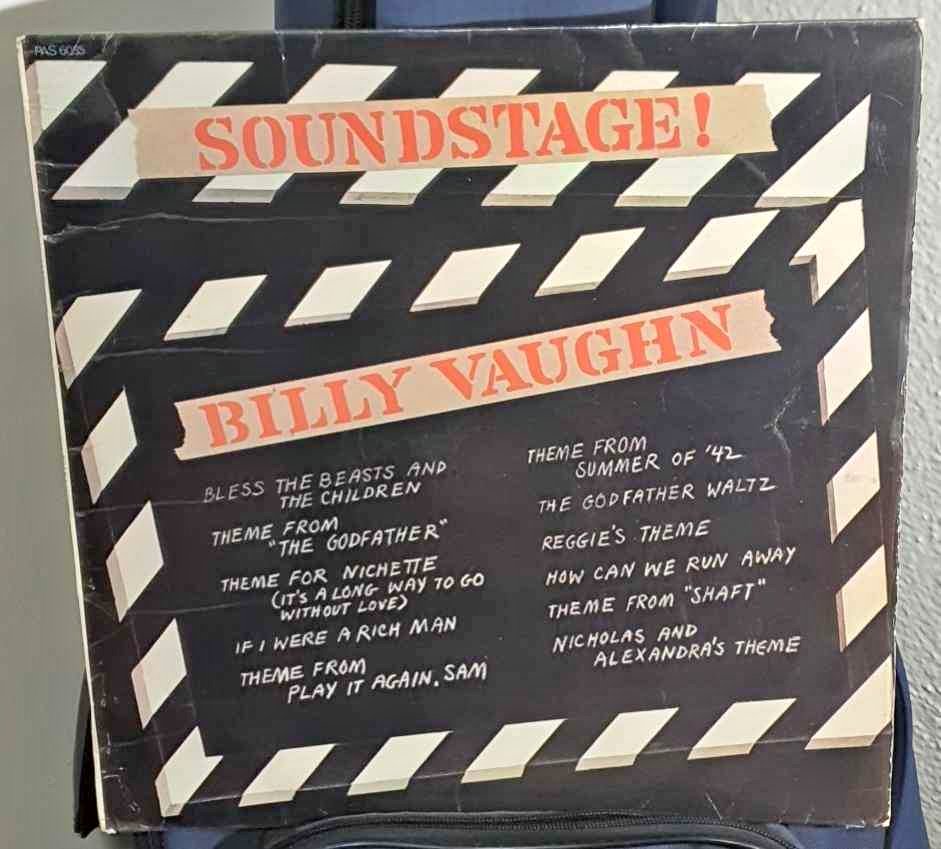 PAS 6035
SOUNDSTAGE!
BILLY VAUGHN
BLESS THE BEASTS AND
THE CHILDREN
THEME FROM
"THE GODFATHER"
THEME FOR NICHETTE
(IT'S A LONG WAY TO GO
WITHOUT LOVE)
IF I WERE A RICH MAN
THEME FROM
PLAY IT AGAIN, SAM
THEME FROM
SUMMER OF '42
THE GODFATHER WALTZ
REGGIE'S THEME
HOW CAN WE RUN AWAY
THEME FROM "SHAFT"
NICHOLAS AND
ALEXANDRA'S THEME